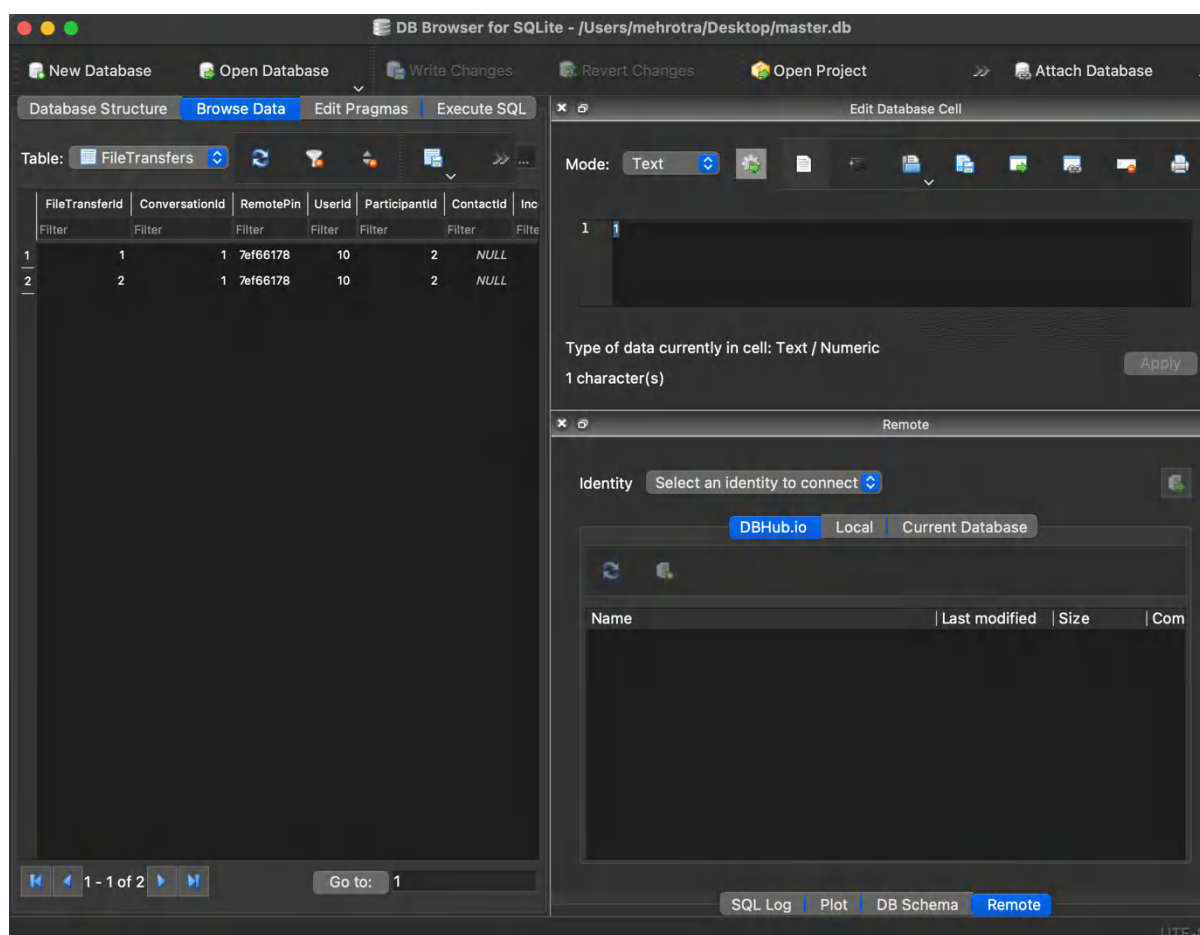 DB Browser for SQLite - /Users/mehrotra/Desktop/master.db
New Database Open Database Write Changes Revert Changes Open Project Attach Database
Database Structure Browse Data Edit Pragmas Execute SQL
Table: FileTransfers ...
FileTransferId ConversationId RemotePin UserId ParticipantId ContactId Inc
Filter Filter Filter Filter Filter Filter Filte
1 1 1 7ef66178 10 2 NULL
2 2 1 7ef66178 10 2 NULL
1 - 1 of 2 Go to: 1
Edit Database Cell
Mode: Text
1 1
Type of data currently in cell: Text / Numeric
1 character(s)
Apply
Remote
Identity Select an identity to connect
DBHub.io Local Current Database
Name Last modified Size Com
SQL Log Plot DB Schema Remote